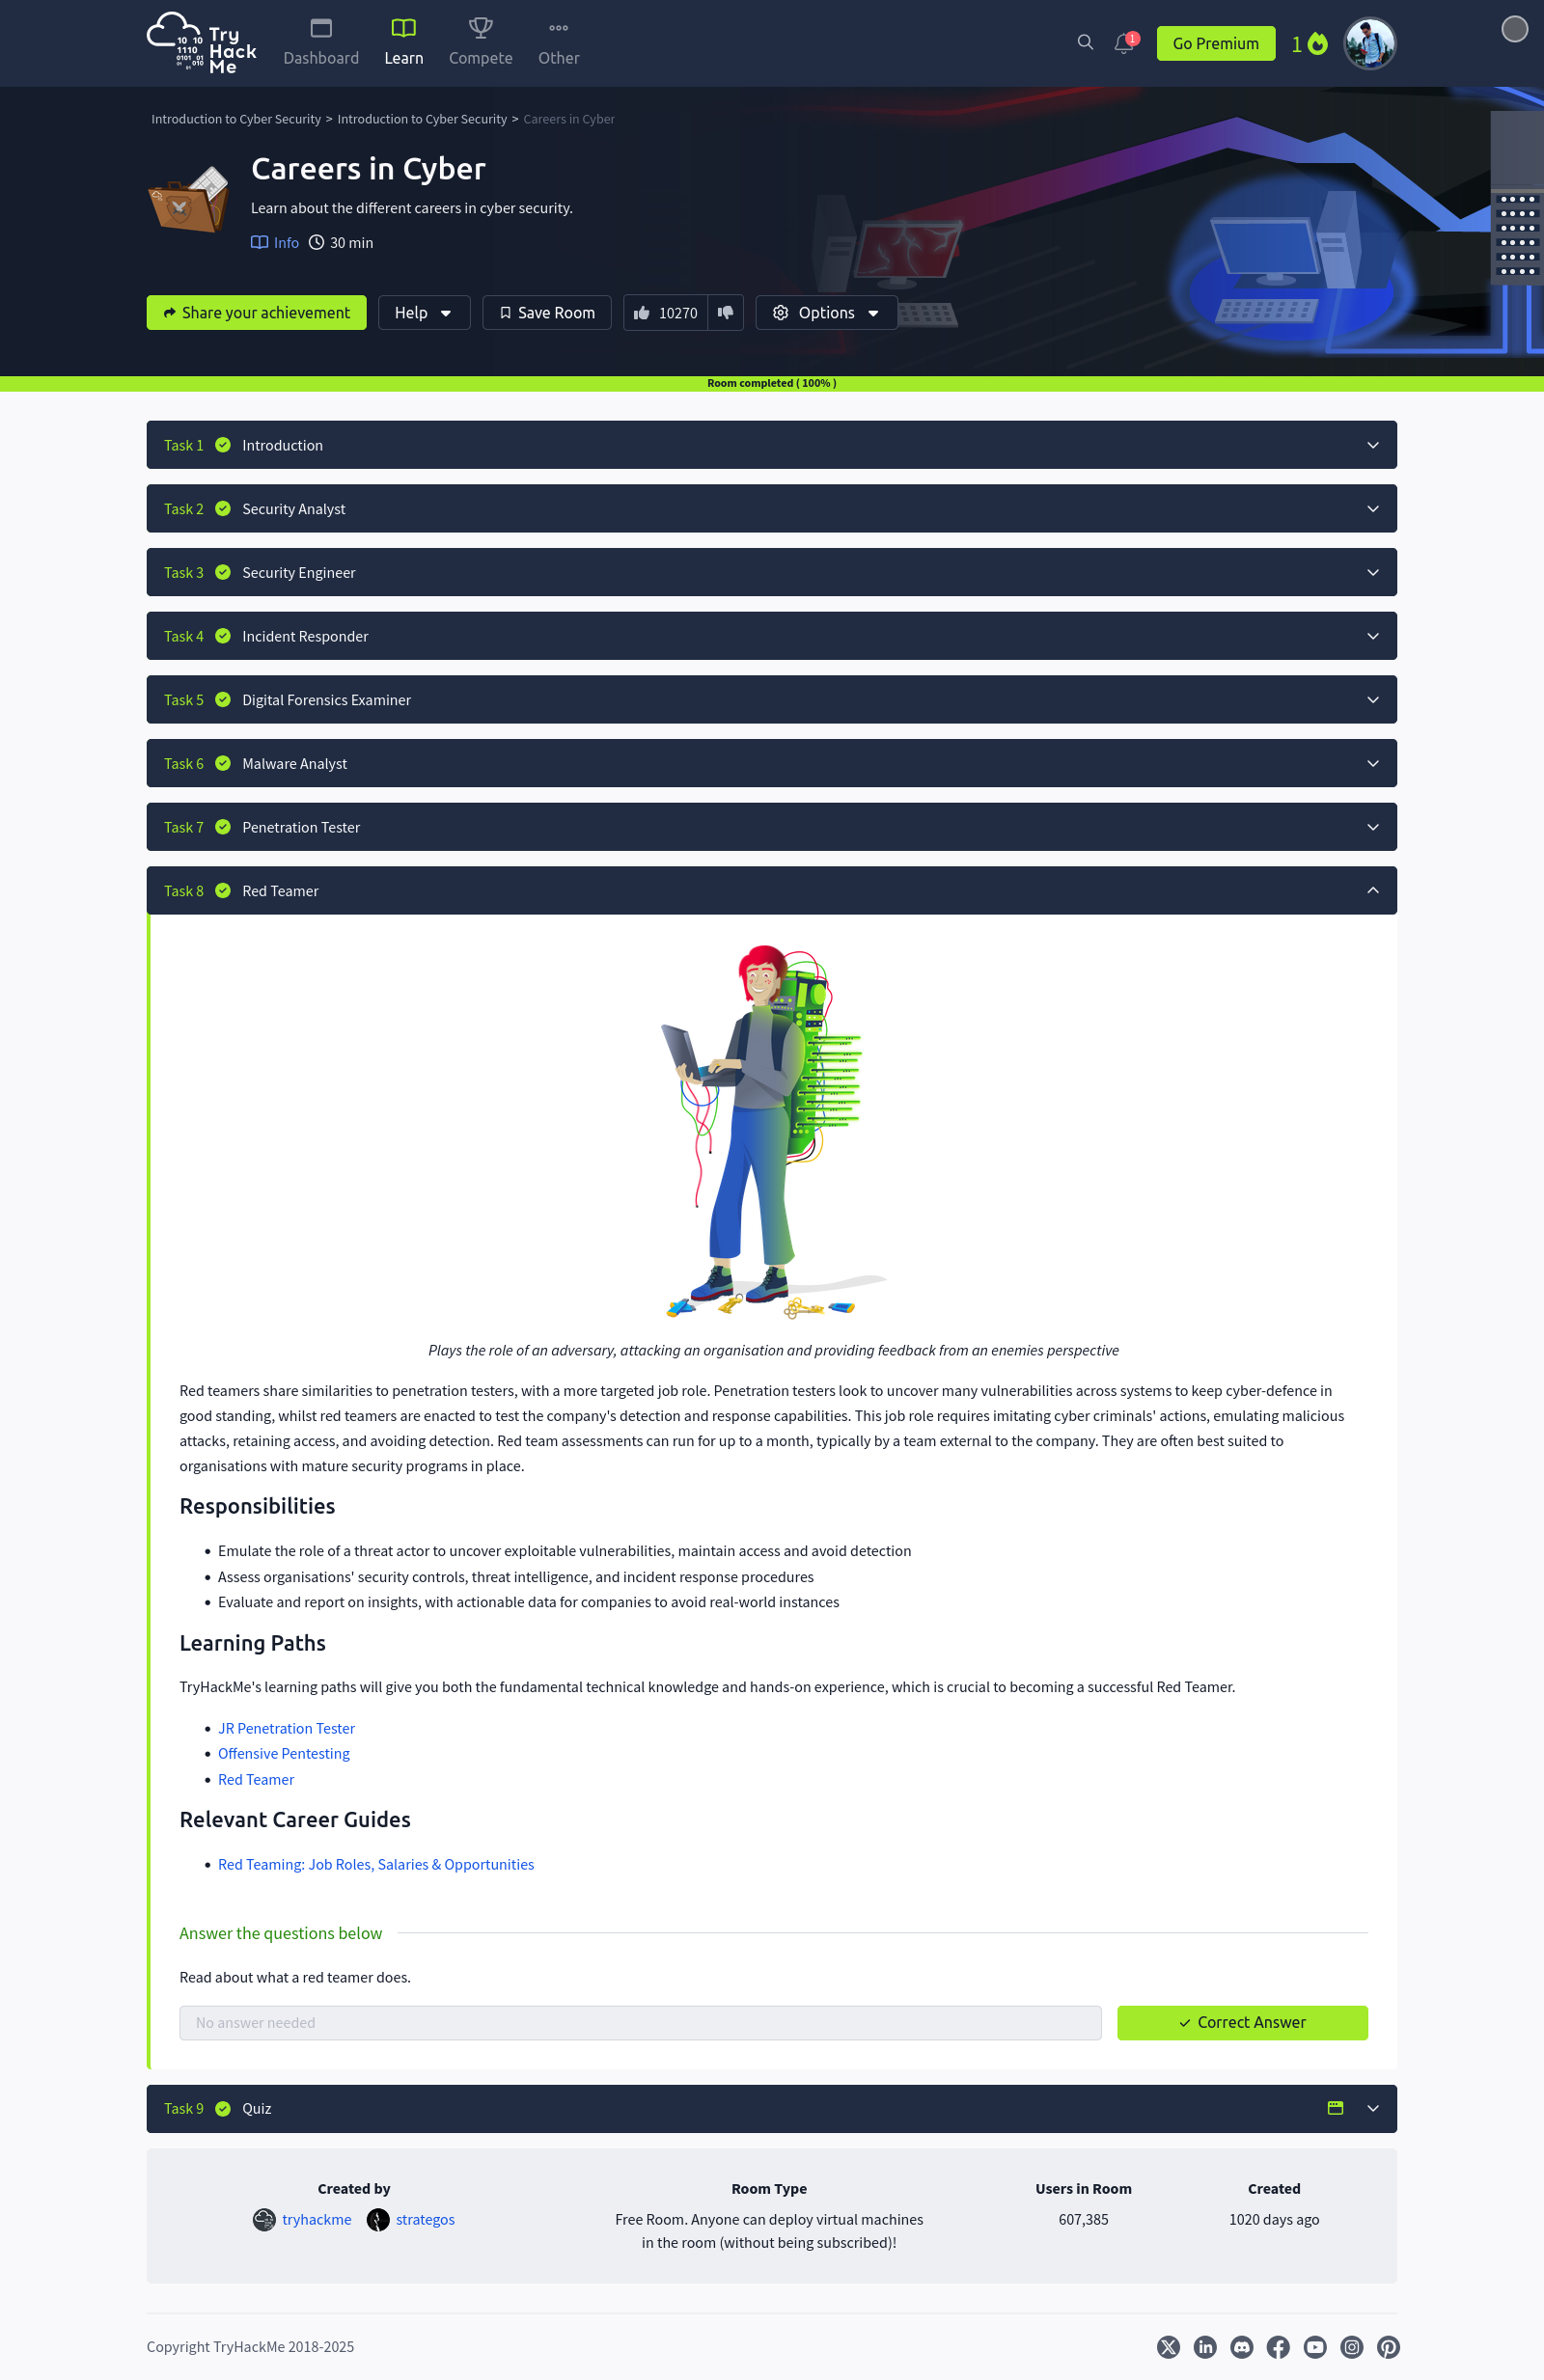 Try
Hack
Me
Dashboard
Learn
Compete
Other
1
Go Premium
1
Introduction to Cyber Security > Introduction to Cyber Security > Careers in Cyber
Careers in Cyber
Learn about the different careers in cyber security.
Info 30 min
Share your achievement
Help
Save Room
10270
Options
Room completed ( 100% )
Task 1 Introduction
Task 2 Security Analyst
Task 3 Security Engineer
Task 4 Incident Responder
Task 5 Digital Forensics Examiner
Task 6 Malware Analyst
Task 7 Penetration Tester
Task 8 Red Teamer
Plays the role of an adversary, attacking an organisation and providing feedback from an enemies perspective
Red teamers share similarities to penetration testers, with a more targeted job role. Penetration testers look to uncover many vulnerabilities across systems to keep cyber-defence in
good standing, whilst red teamers are enacted to test the company's detection and response capabilities. This job role requires imitating cyber criminals' actions, emulating malicious
attacks, retaining access, and avoiding detection. Red team assessments can run for up to a month, typically by a team external to the company. They are often best suited to
organisations with mature security programs in place.
Responsibilities
• Emulate the role of a threat actor to uncover exploitable vulnerabilities, maintain access and avoid detection
• Assess organisations' security controls, threat intelligence, and incident response procedures
• Evaluate and report on insights, with actionable data for companies to avoid real-world instances
Learning Paths
TryHackMe's learning paths will give you both the fundamental technical knowledge and hands-on experience, which is crucial to becoming a successful Red Teamer.
• JR Penetration Tester
• Offensive Pentesting
• Red Teamer
Relevant Career Guides
• Red Teaming: Job Roles, Salaries & Opportunities
Answer the questions below
Read about what a red teamer does.
No answer needed
Correct Answer
Task 9 Quiz
Created by
tryhackme strategos
Room Type
Free Room. Anyone can deploy virtual machines
in the room (without being subscribed)!
Users in Room
607,385
Created
1020 days ago
Copyright TryHackMe 2018-2025